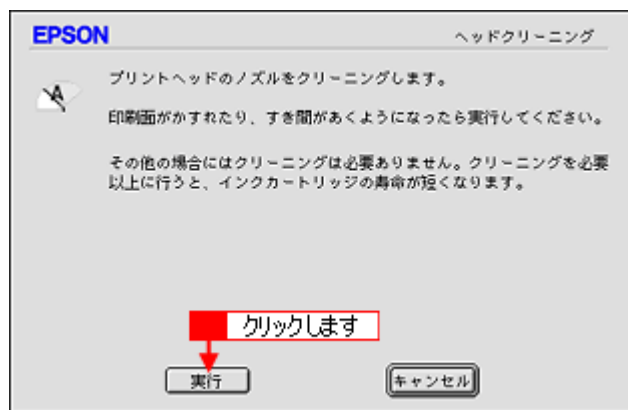 EPSON
ヘッドクリーニング
プリントヘッドのノズルをクリーニングします。
印刷面がかすれたり、すき間があくようになったら実行してください。
その他の場合にはクリーニングは必要ありません。クリーニングを必要
以上に行うと、インクカートリッジの寿命が短くなります。
クリックします
実行
キャンセル